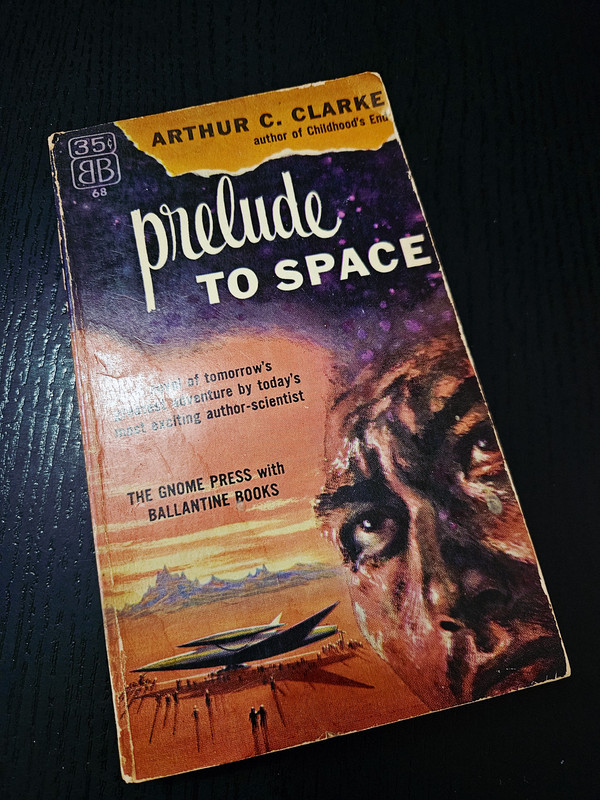 35¢
BB
68
ARTHUR C. CLARKE
author of Childhood's End
prelude
TO SPACE
of tomorrow's
adventure by today's
most exciting author-scientist
THE GNOME PRESS with
BALLANTINE BOOKS